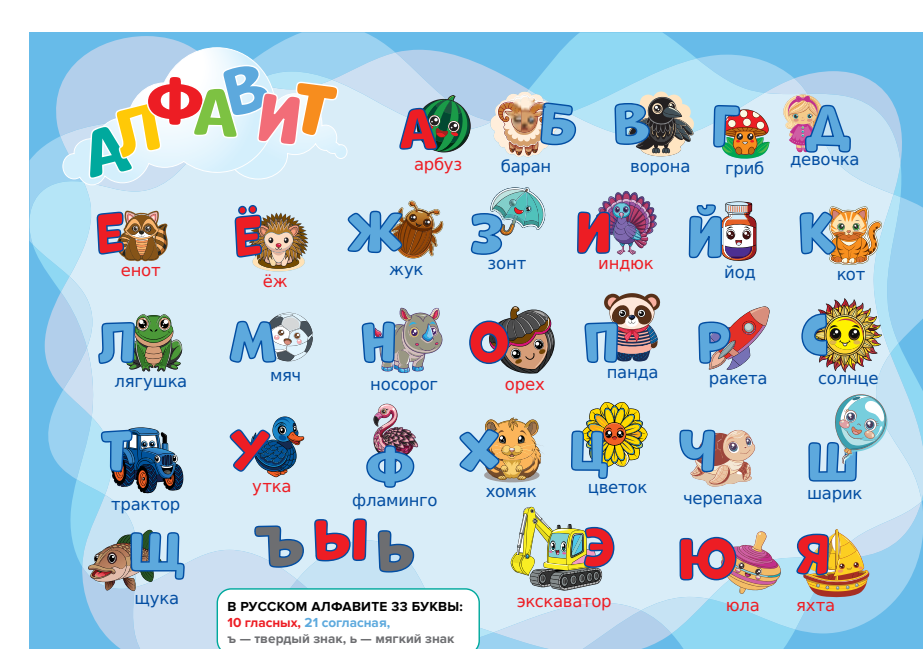 АЛФАВИТ
А Б В Г Д
арбуз баран ворона гриб девочка
Е Ё Ж З И Й К
енот ёж жук зонт индюк йод кот
Л М Н О П Р С
лягушка мяч носорог орех панда ракета солнце
Т У Ф Х Ц Ч Ш
трактор утка фламинго хомяк цветок черепаха шарик
Щ Ъ Ы Ь Э Ю Я
щука экскаватор юла яхта
В РУССКОМ АЛФАВИТЕ 33 БУКВЫ:
10 гласных, 21 согласная,
ъ — твердый знак, ь — мягкий знак